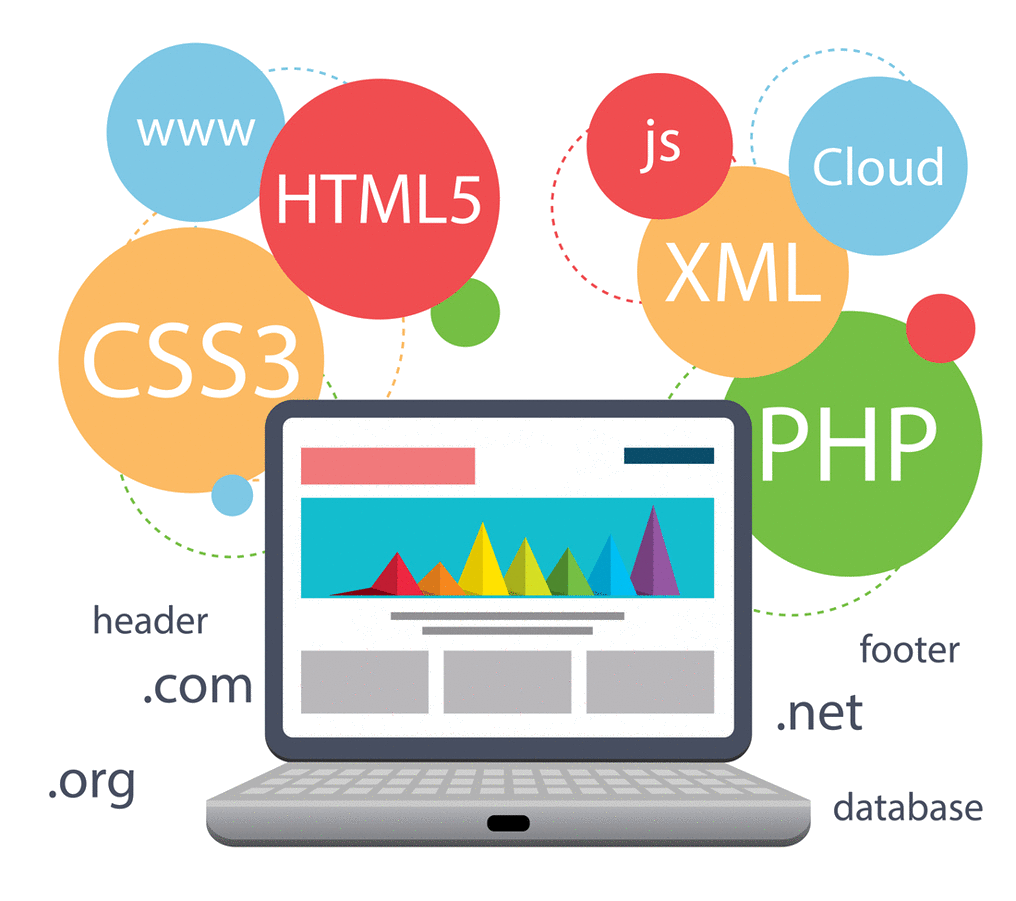 www
HTML5
CSS3
js
Cloud
XML
PHP
header
.com
.org
footer
.net
database